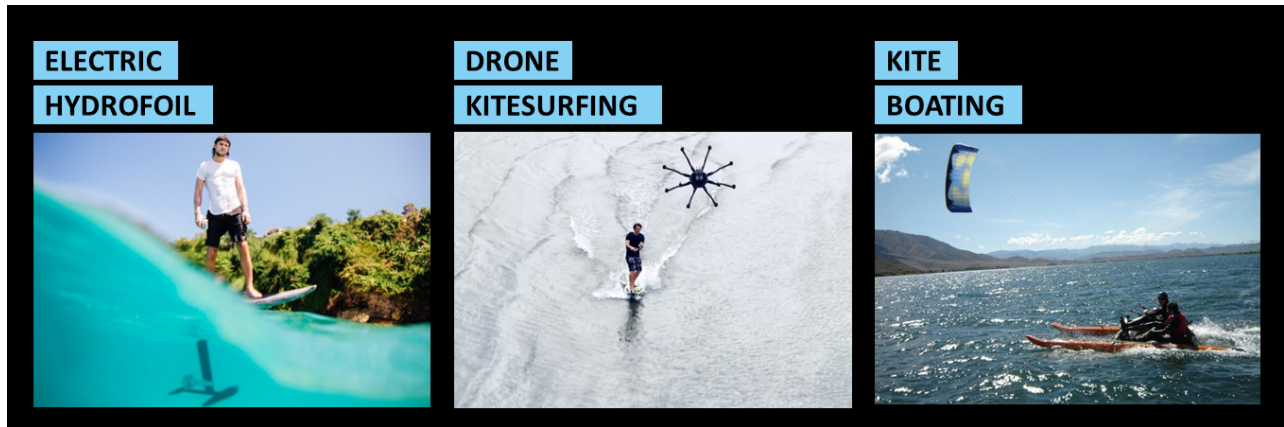 ELECTRIC
HYDROFOIL
DRONE
KITESURFING
KITE
BOATING